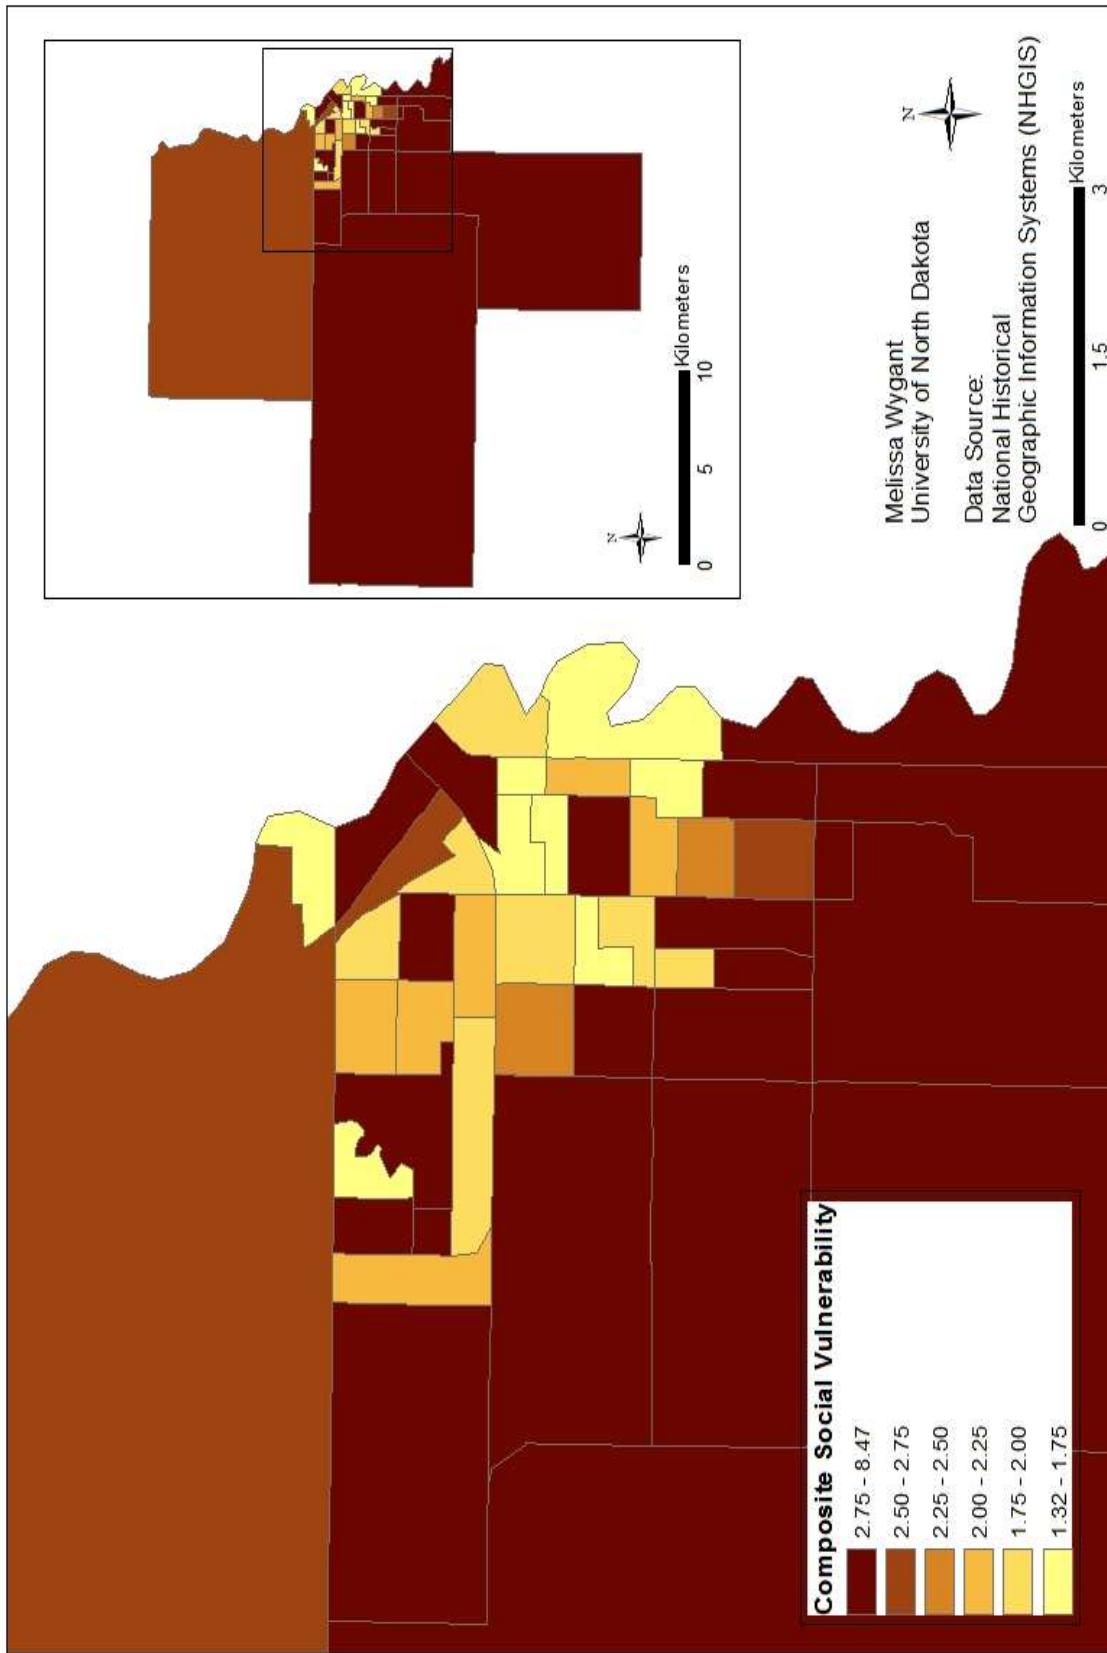 N
Kilometers
0
5
10
Melissa Wygant
University of North Dakota
Data Source:
National Historical
Geographic Information Systems (NHGIS)
N
Kilometers
0
1.5
3
Composite Social Vulnerability
2.75 - 8.47
2.50 - 2.75
2.25 - 2.50
2.00 - 2.25
1.75 - 2.00
1.32 - 1.75